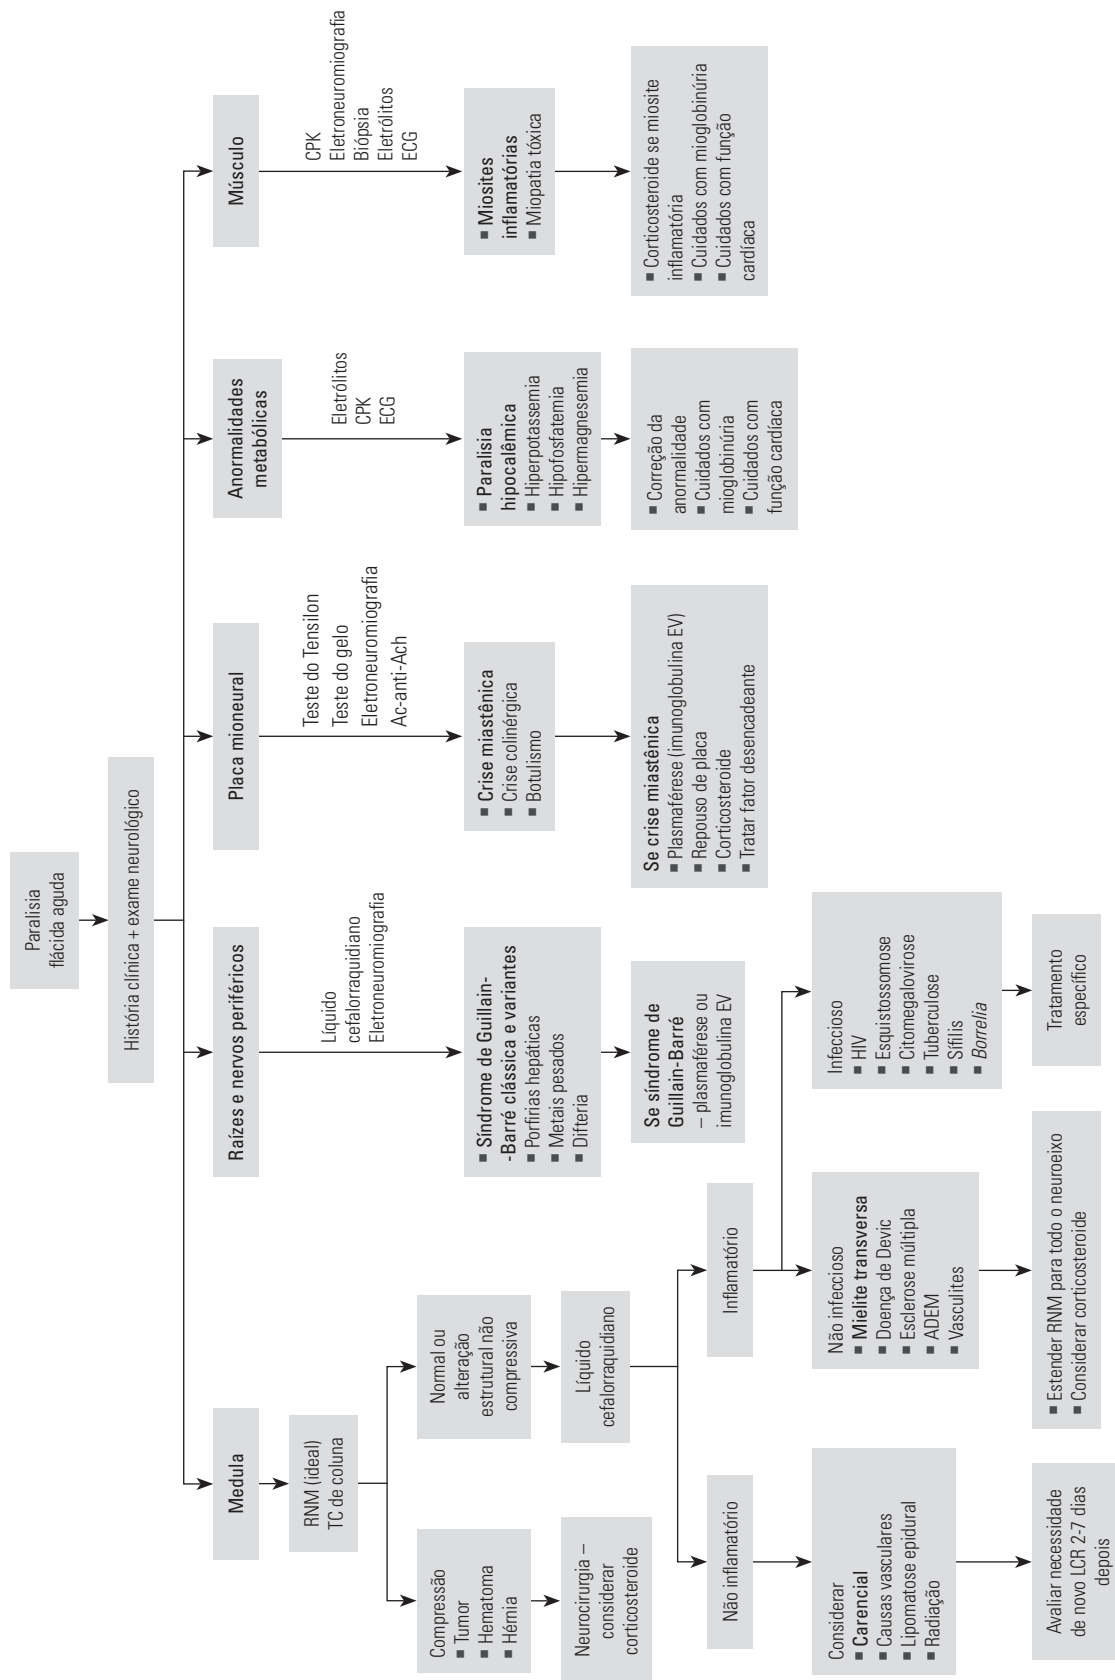 Paralisia
flácida aguda
História clínica + exame neurológico
Medula
RNM (ideal)
TC de coluna
Compressão
■ Tumor
■ Hematoma
■ Hérnia
Neurocirurgia –
considerar
corticosteroide
Normal ou
alteração
estrutural não
compressiva
Líquido
cefalorraquidiano
Não inflamatório
Considerar
■ Carencial
■ Causas vasculares
■ Lipomatose epidural
■ Radiação
Avaliar necessidade
de novo LCR 2-7 dias
depois
Inflamatório
Não infeccioso
■ Mielite transversa
■ Doença de Devic
■ Esclerose múltipla
■ ADEM
■ Vasculites
■ Estender RNM para todo o neuroeixo
■ Considerar corticosteroide
Infeccioso
■ HIV
■ Esquistossomose
■ Citomegalovirose
■ Tuberculose
■ Sífilis
■ Borrelia
Tratamento
específico
Raízes e nervos periféricos
Líquido
cefalorraquidiano
Eletroneuromiografia
■ Síndrome de Guillain-
-Barré clássica e variantes
■ Porfirias hepáticas
■ Metais pesados
■ Difteria
Se síndrome de
Guillain-Barré
– plasmaférese ou
imunoglobulina EV
Placa mioneural
Teste do Tensilon
Teste do gelo
Eletroneuromiografia
Ac-anti-Ach
■ Crise miastênica
■ Crise colinérgica
■ Botulismo
Se crise miastênica
■ Plasmaférese (imunoglobulina EV)
■ Repouso de placa
■ Corticosteroide
■ Tratar fator desencadeante
Anormalidades
metabólicas
Eletrólitos
CPK
ECG
■ Paralisia
hipocalêmica
■ Hiperpotassemia
■ Hipofosfatemia
■ Hipermagnesemia
■ Correção da
anormalidade
■ Cuidados com
mioglobinúria
■ Cuidados com
função cardíaca
Músculo
CPK
Eletroneuromiografia
Biópsia
Eletrólitos
ECG
■ Miosites
inflamatórias
■ Miopatia tóxica
■ Corticosteroide se miosite
inflamatória
■ Cuidados com mioglobinúria
■ Cuidados com função
cardíaca